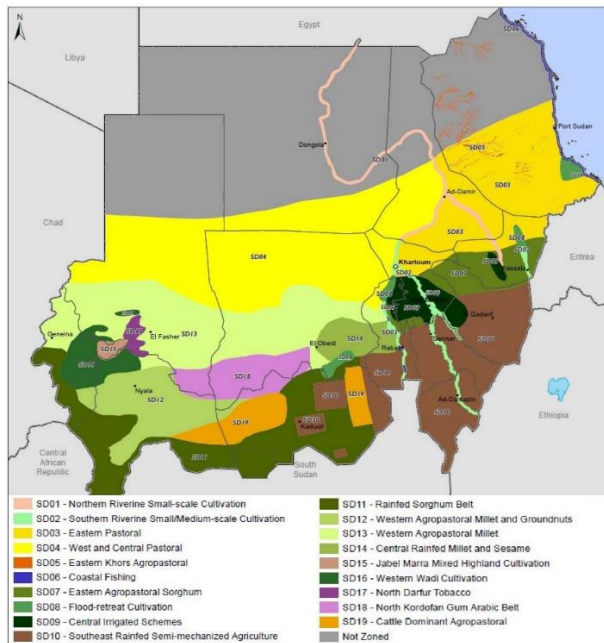 N
Egypt
Libya
SD06
Port Sudan
Dongola
SD01
SD05
SD03
Ad-Damir
Chad
SD04
SD03
Khartoum
SD02
Kassala
Eritrea
Geneina
El Fasher
SD13
El Obeid
SD14
Rabak
Sennar
Gedaref
SD18
Nyala
SD12
SD19
SD19
Kadugli
Ad-Damazin
Ethiopia
Central
African
Republic
South
Sudan
SD01 - Northern Riverine Small-scale Cultivation
SD02 - Southern Riverine Small/Medium-scale Cultivation
SD03 - Eastern Pastoral
SD04 - West and Central Pastoral
SD05 - Eastern Khors Agropastoral
SD06 - Coastal Fishing
SD07 - Eastern Agropastoral Sorghum
SD08 - Flood-retreat Cultivation
SD09 - Central Irrigated Schemes
SD10 - Southeast Rainfed Semi-mechanized Agriculture
SD11 - Rainfed Sorghum Belt
SD12 - Western Agropastoral Millet and Groundnuts
SD13 - Western Agropastoral Millet
SD14 - Central Rainfed Millet and Sesame
SD15 - Jabel Marra Mixed Highland Cultivation
SD16 - Western Wadi Cultivation
SD17 - North Darfur Tobacco
SD18 - North Kordofan Gum Arabic Belt
SD19 - Cattle Dominant Agropastoral
Not Zoned